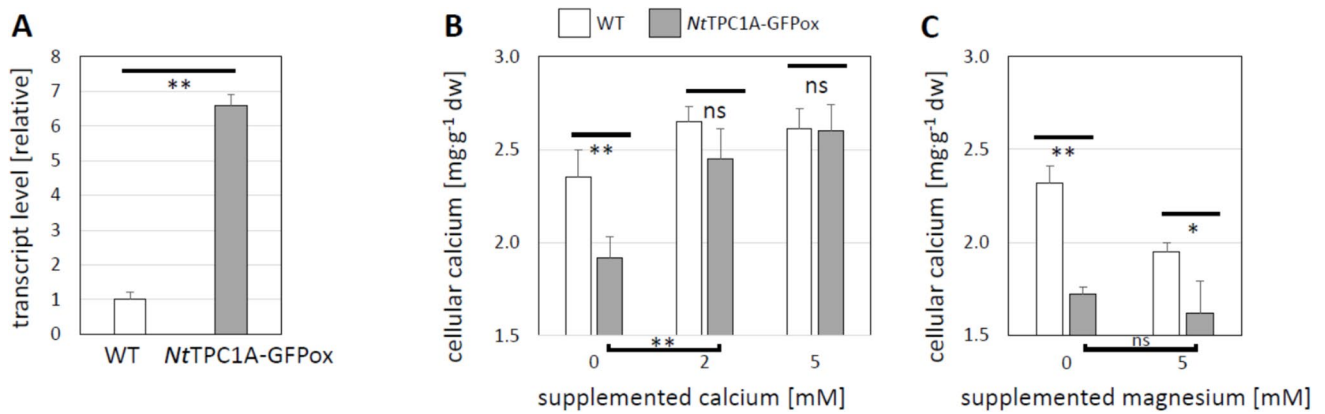 A
transcript level [relative]
8
7
6
5
4
3
2
1
0
**
WT
NtTPC1A-GFPox
B
WT
NtTPC1A-GFPox
cellular calcium [mg·g⁻¹ dw]
3.0
2.5
2.0
1.5
**
ns
ns
**
0
2
5
supplemented calcium [mM]
C
cellular calcium [mg·g⁻¹ dw]
3.0
2.5
2.0
1.5
**
*
ns
0
5
supplemented magnesium [mM]